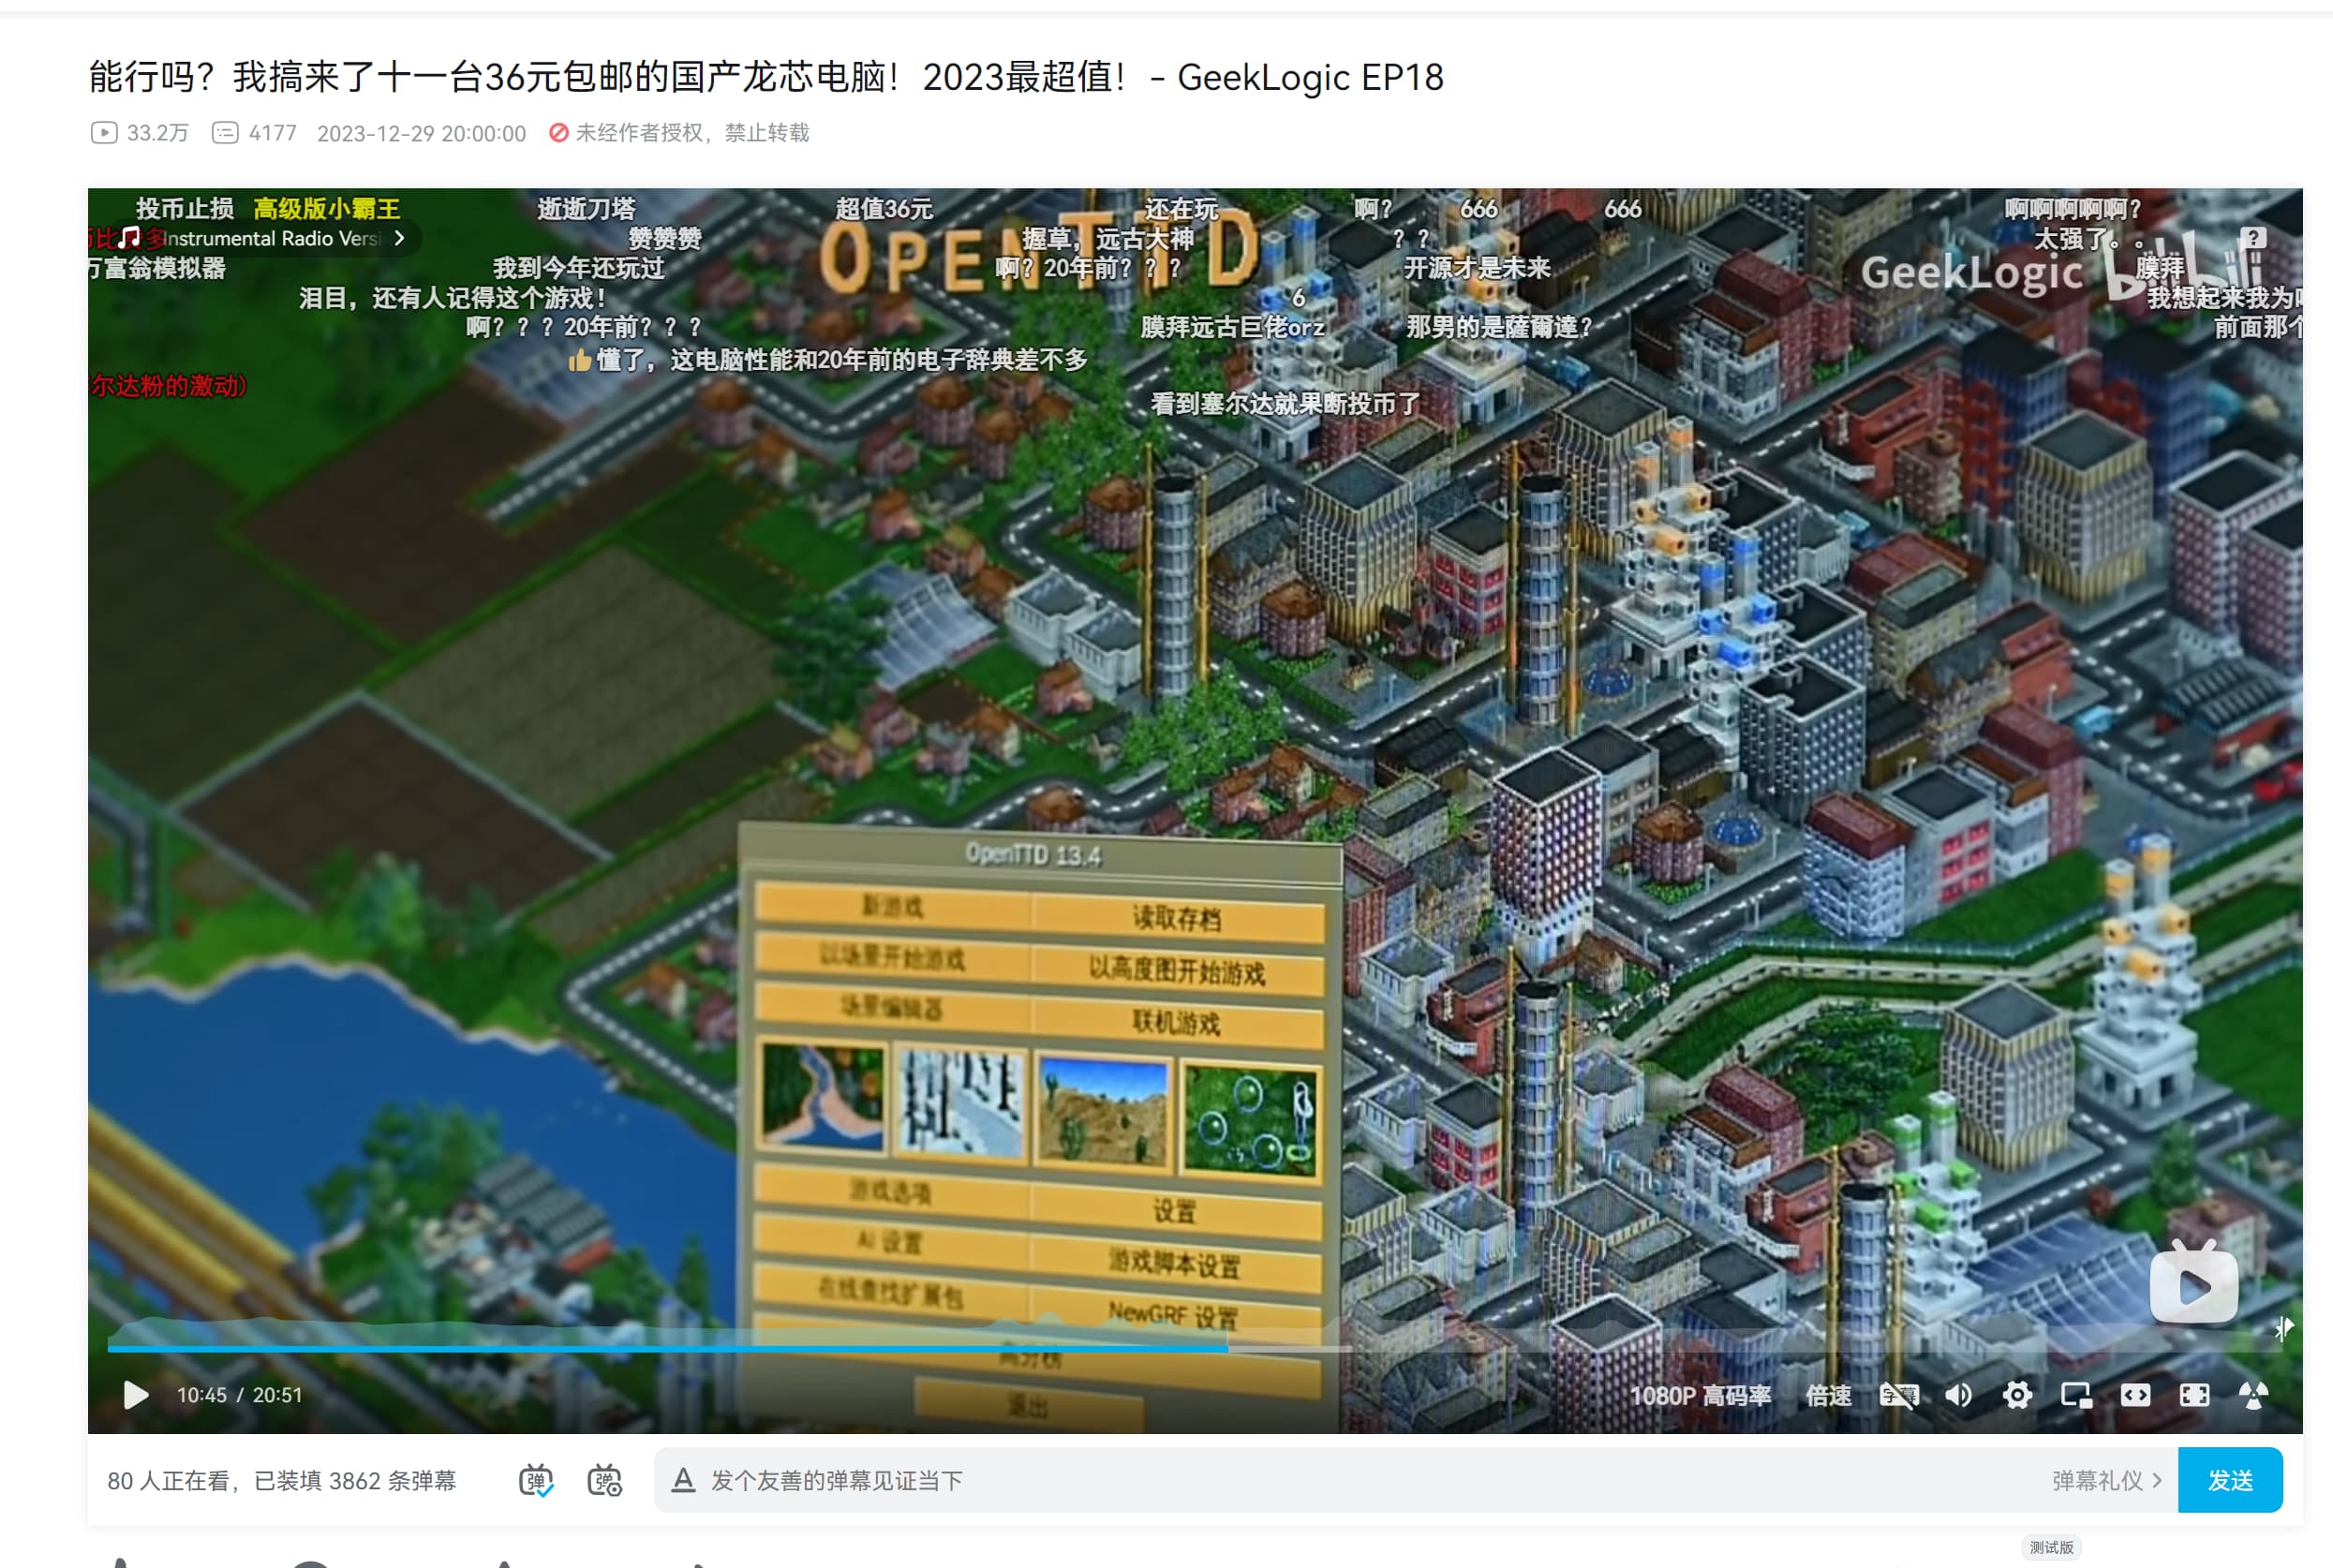 能行吗？我搞来了十一台36元包邮的国产龙芯电脑！2023最超值！- GeekLogic EP18
33.2万 4177 2023-12-29 20:00:00 未经作者授权，禁止转载
投币止损 高级版小霸王 逝逝刀塔 超值36元 还在玩 啊？ 666 666 啊啊啊啊啊？
nstrumental Radio Versi 赞赞赞 握草，远古大神 ？？ 太强了。。
万富翁模拟器 我到今年还玩过 啊？20年前？？？ 开源才是未来 膜拜
OPENTTD
GeekLogic bilibili
泪目，还有人记得这个游戏！ 6 我想起来我为
啊？？？20年前？？？ 膜拜远古巨佬orz 那男的是薩爾達？ 前面那个
懂了，这电脑性能和20年前的电子辞典差不多
尔达粉的激动）
看到塞尔达就果断投币了
OpenTTD 13.4
新游戏 读取存档
以场景开始游戏 以高度图开始游戏
场景编辑器 联机游戏
游戏选项 设置
AI 设置 游戏脚本设置
在线查找扩展包 NewGRF 设置
高分榜
退出
10:45 / 20:51 1080P 高码率 倍速 字幕
80 人正在看，已装填 3862 条弹幕 弹 弹 A 发个友善的弹幕见证当下 弹幕礼仪 发送
测试版